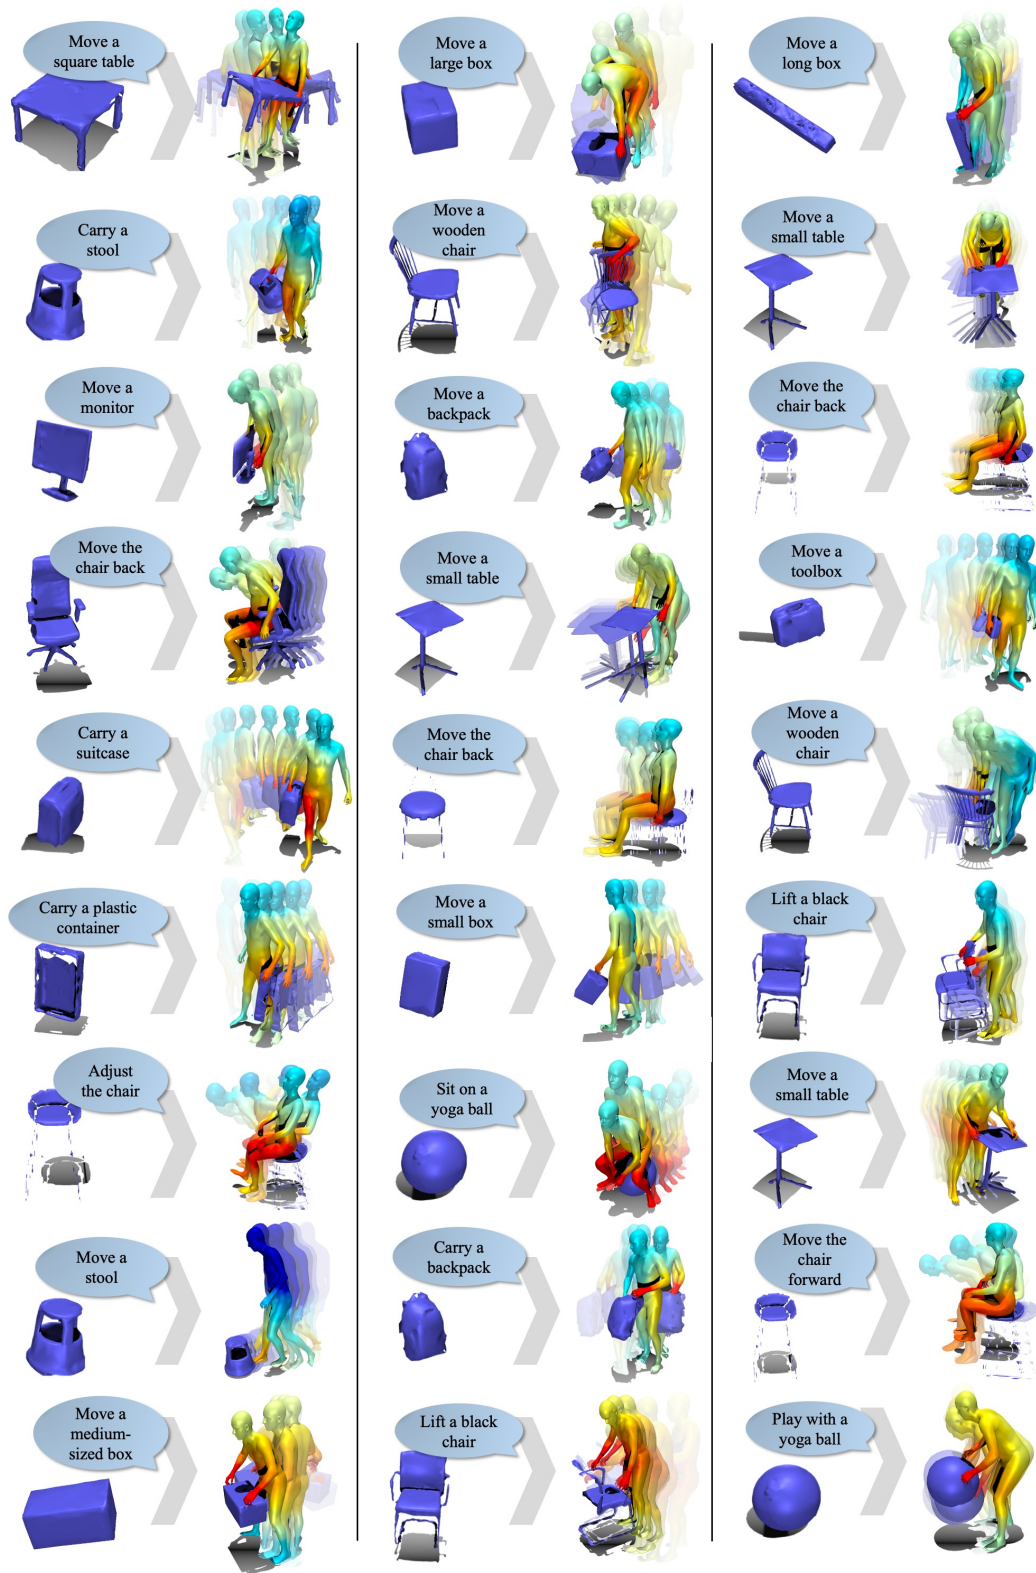 Move a
square table
Move a
large box
Move a
long box
Carry a
stool
Move a
wooden
chair
Move a
small table
Move a
monitor
Move a
backpack
Move the
chair back
Move the
chair back
Move a
small table
Move a
toolbox
Carry a
suitcase
Move the
chair back
Move a
wooden
chair
Carry a plastic
container
Move a
small box
Lift a black
chair
Adjust
the chair
Sit on a
yoga ball
Move a
small table
Move a
stool
Carry a
backpack
Move the
chair
forward
Move a
medium-
sized box
Lift a black
chair
Play with a
yoga ball